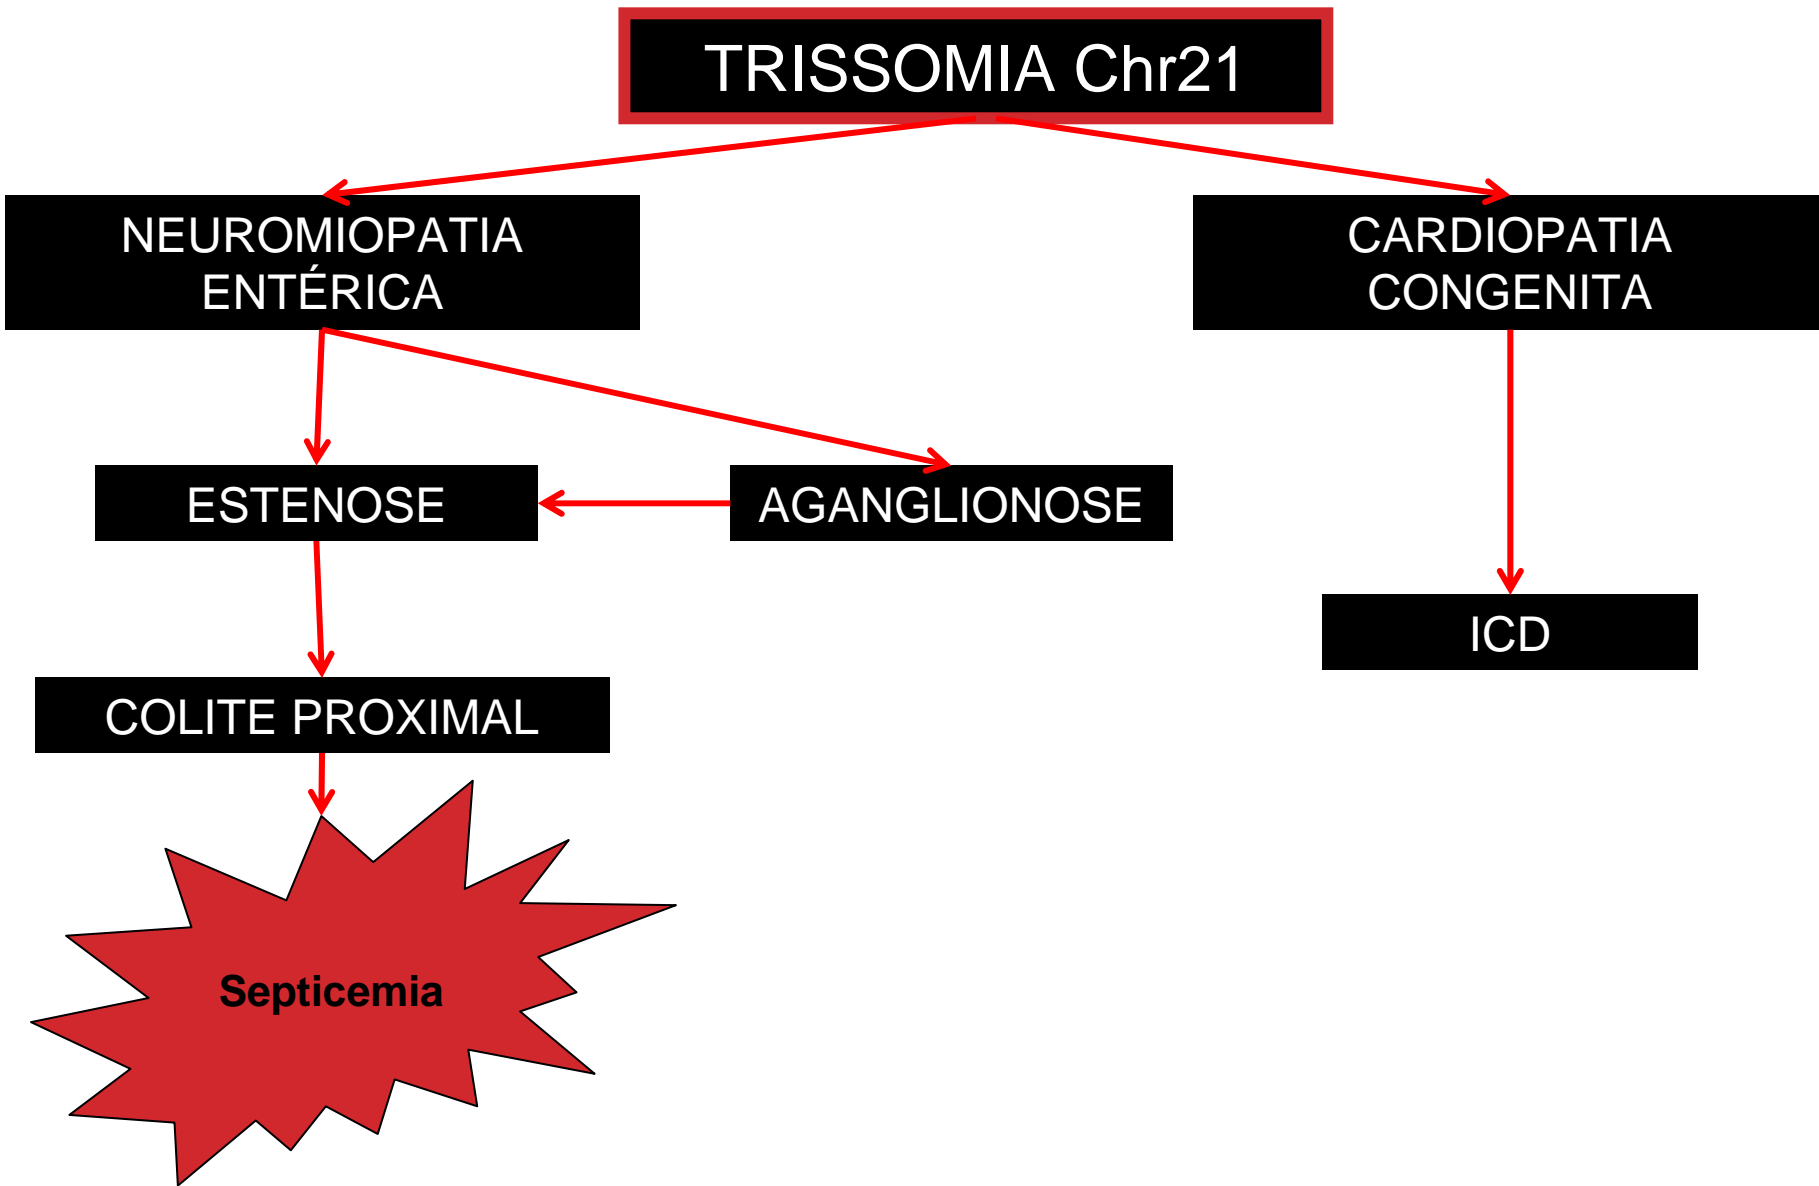 TRISSOMIA Chr21
NEUROMIOPATIA
ENTÉRICA
CARDIOPATIA
CONGENITA
ESTENOSE
AGANGLIONOSE
ICD
COLITE PROXIMAL
Septicemia